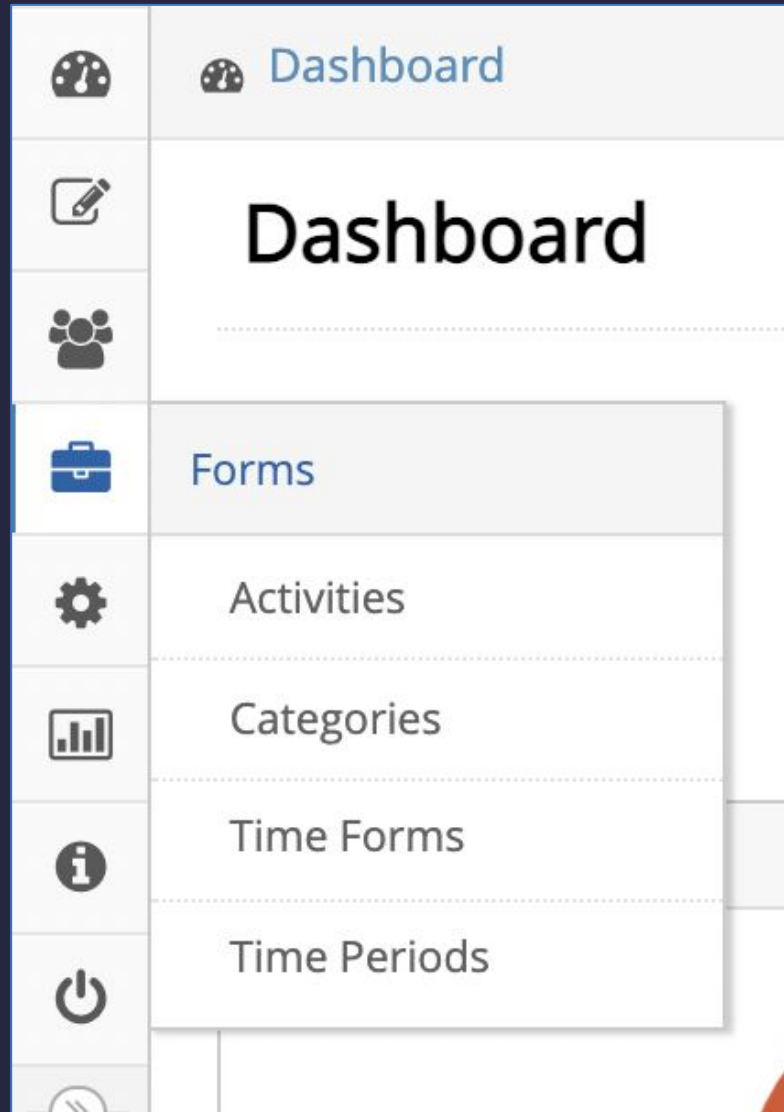 Dashboard
Dashboard
Forms
Activities
Categories
Time Forms
Time Periods